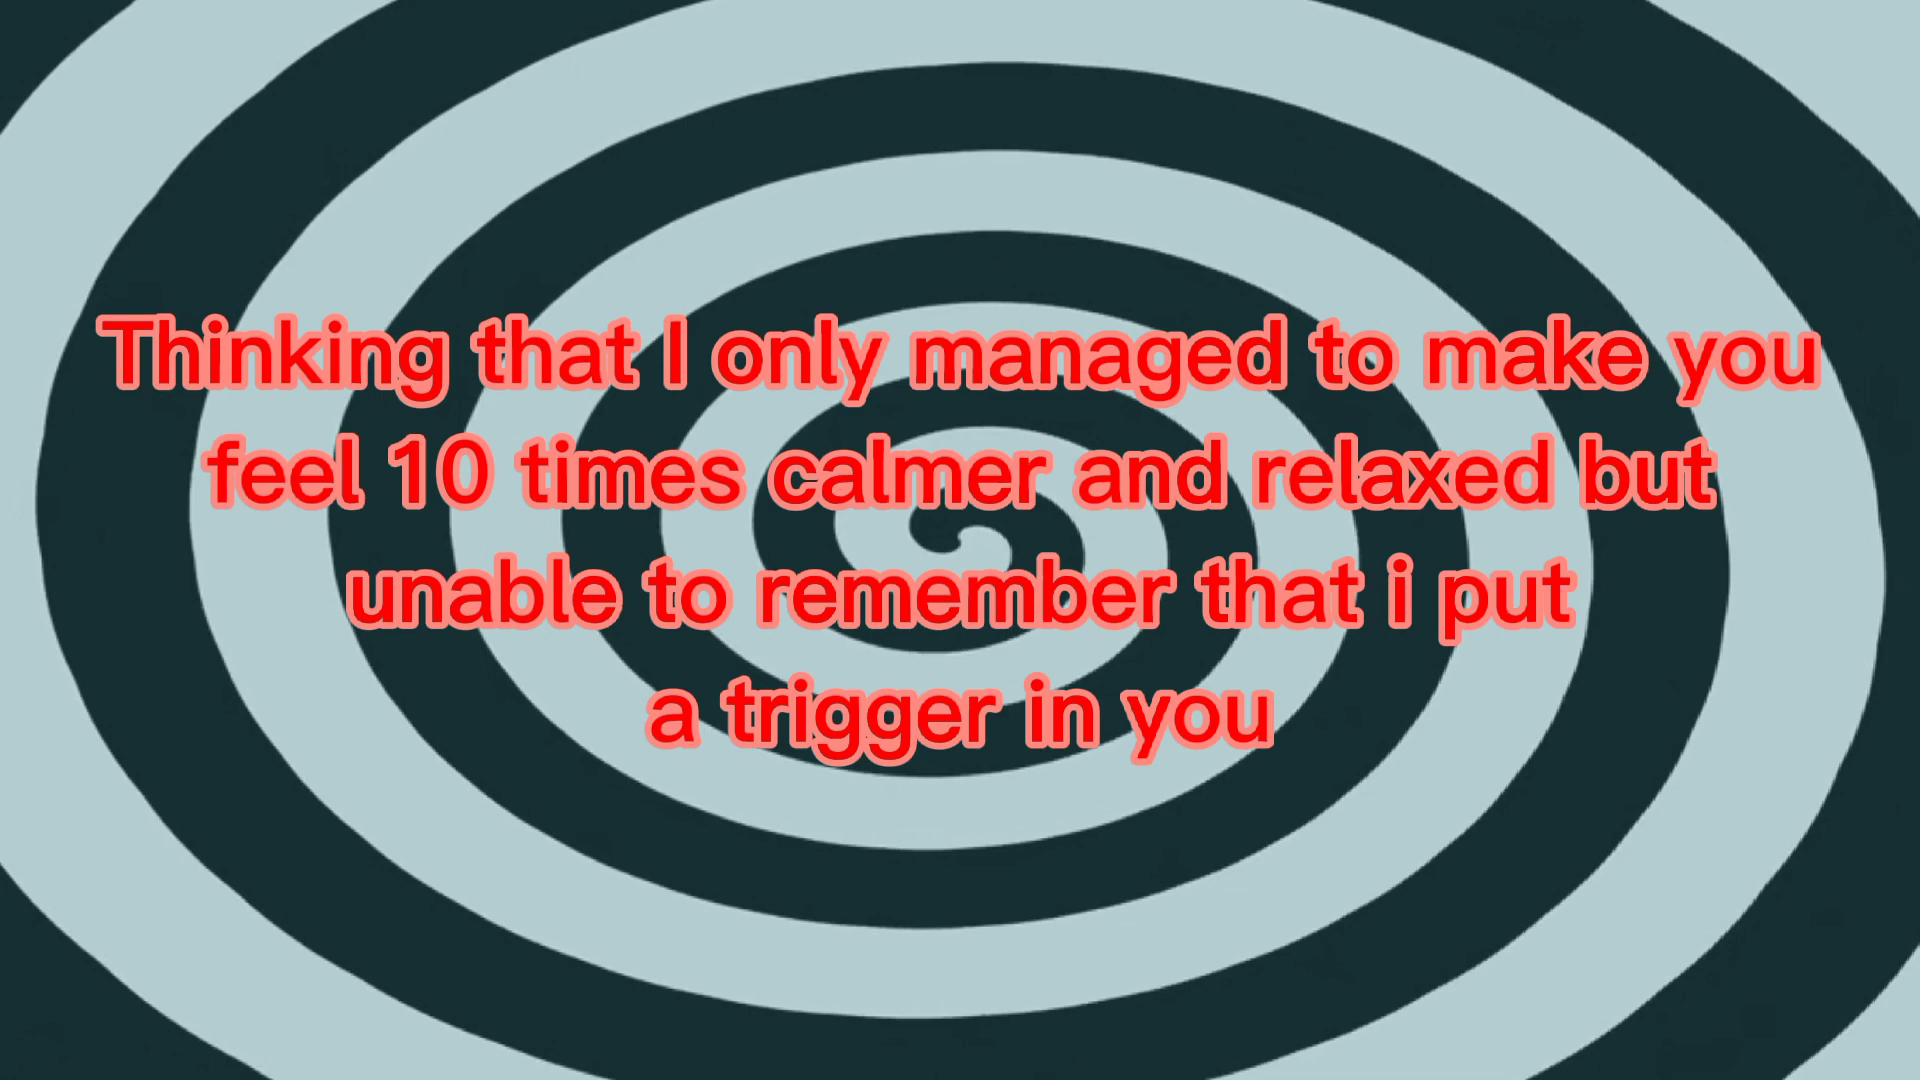 Thinking that I only managed to make you
feel 10 times calmer and relaxed but
unable to remember that i put
a trigger in you